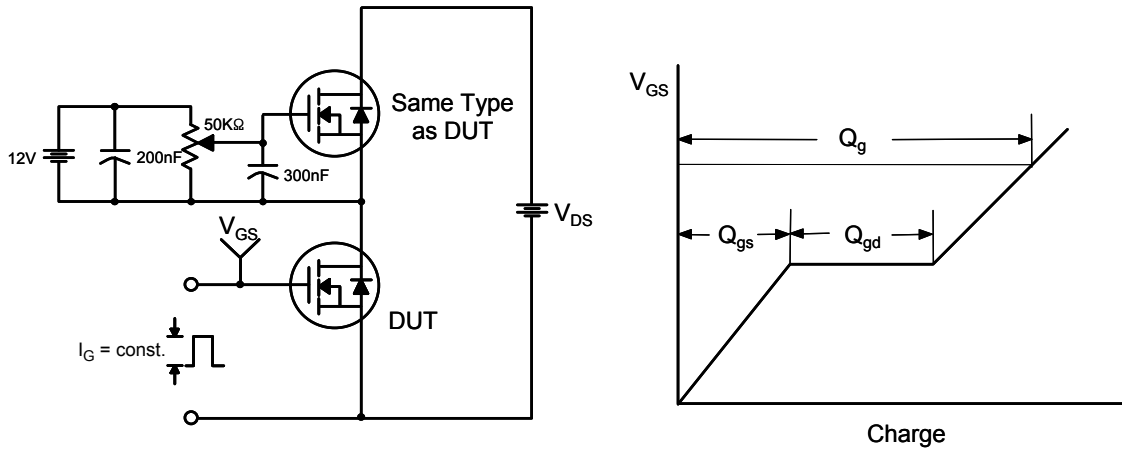 12V
200nF
50KΩ
300nF
Same Type
as DUT
V_GS
DUT
I_G = const.
V_DS
V_GS
Q_g
Q_gs
Q_gd
Charge